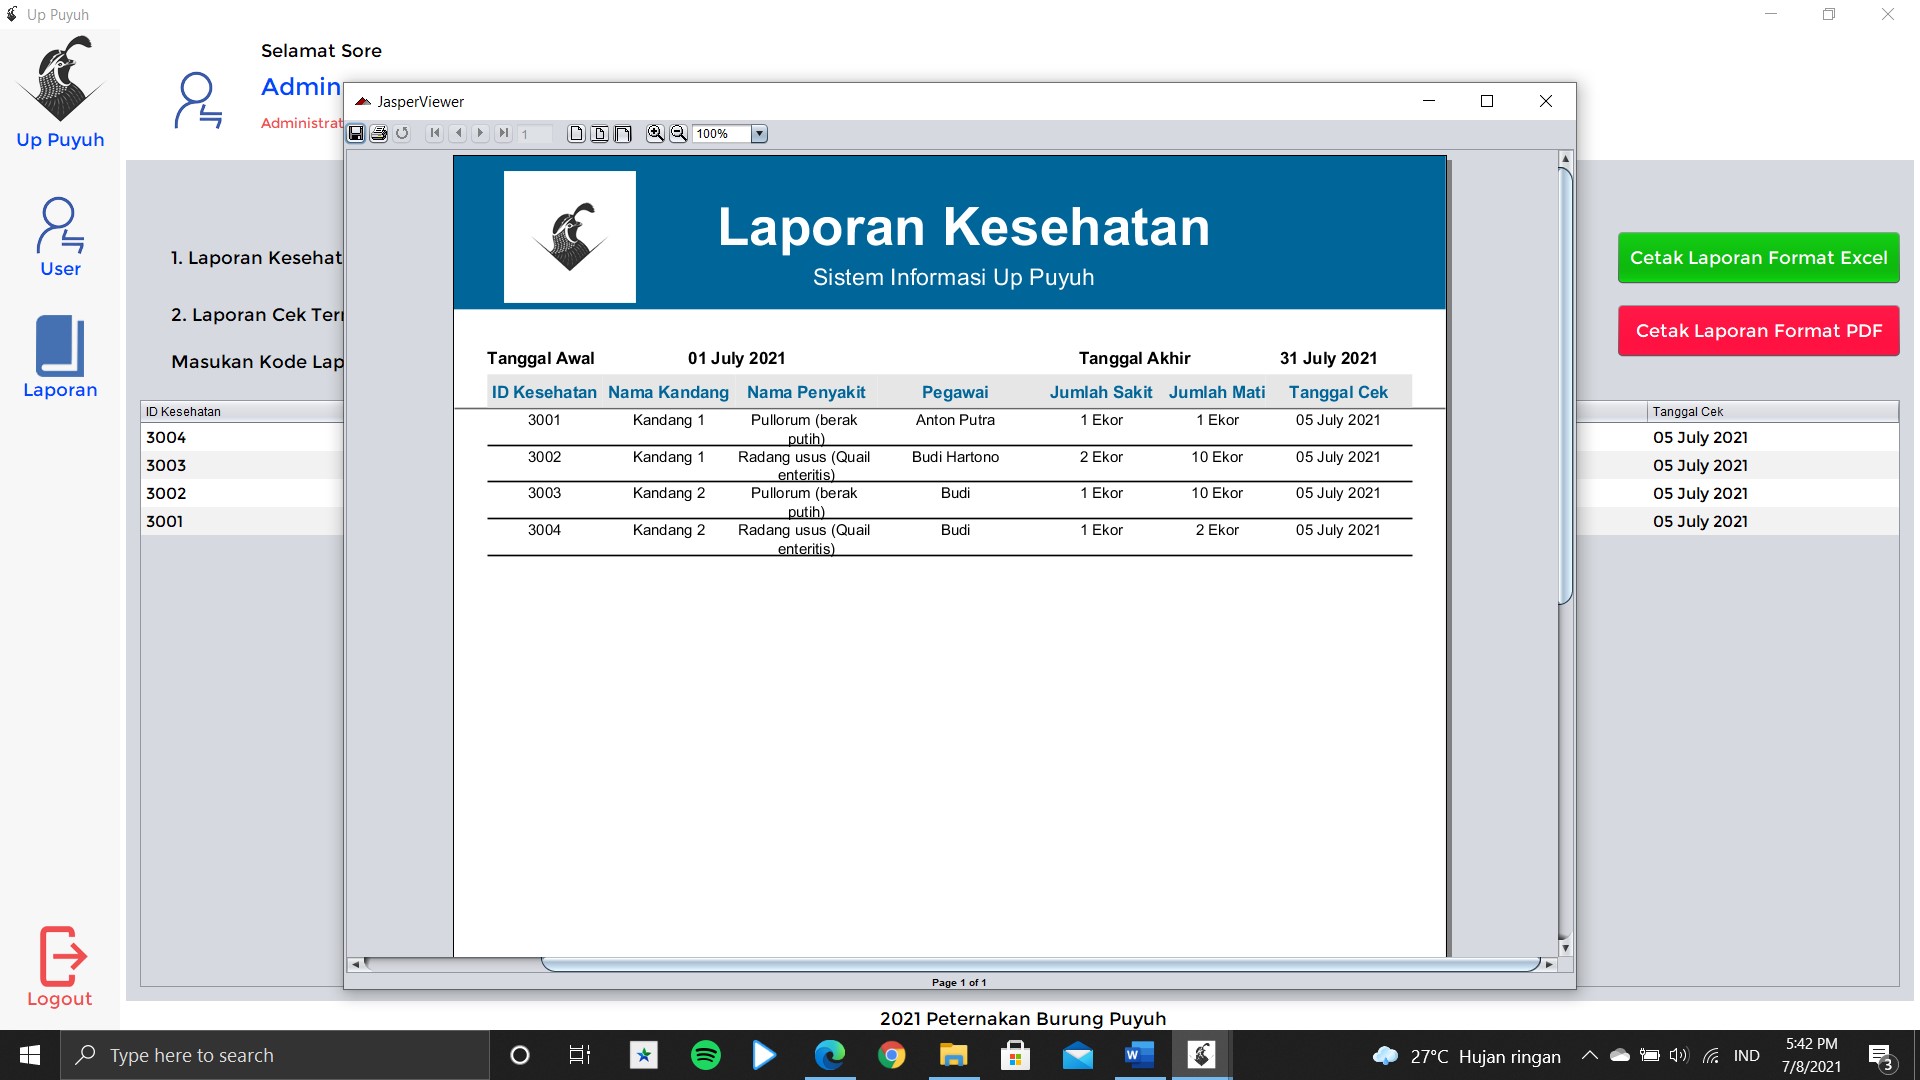 Up Puyuh
Selamat Sore
Admin
Administrat
Up Puyuh
User
Laporan
Logout
1. Laporan Kesehat
2. Laporan Cek Ter
Masukan Kode Lap
Cetak Laporan Format Excel
Cetak Laporan Format PDF
ID Kesehatan
3004
3003
3002
3001
Tanggal Cek
05 July 2021
05 July 2021
05 July 2021
05 July 2021
JasperViewer
1
100%
Laporan Kesehatan
Sistem Informasi Up Puyuh
Tanggal Awal 01 July 2021 Tanggal Akhir 31 July 2021
ID Kesehatan Nama Kandang Nama Penyakit Pegawai Jumlah Sakit Jumlah Mati Tanggal Cek
3001 Kandang 1 Pullorum (berak Anton Putra 1 Ekor 1 Ekor 05 July 2021
putih)
3002 Kandang 1 Radang usus (Quail Budi Hartono 2 Ekor 10 Ekor 05 July 2021
enteritis)
3003 Kandang 2 Pullorum (berak Budi 1 Ekor 10 Ekor 05 July 2021
putih)
3004 Kandang 2 Radang usus (Quail Budi 1 Ekor 2 Ekor 05 July 2021
enteritis)
Page 1 of 1
2021 Peternakan Burung Puyuh
Type here to search
27°C Hujan ringan
IND
5:42 PM
7/8/2021
3